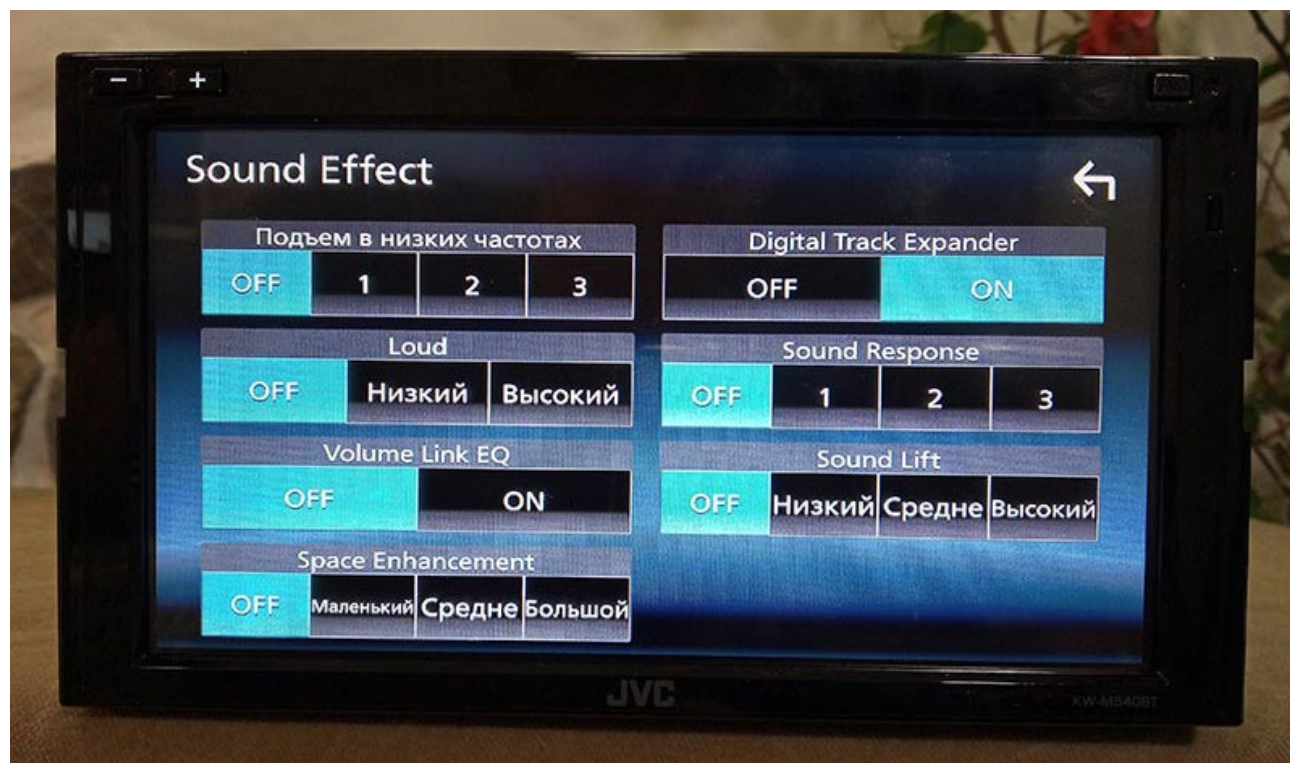 - +
Sound Effect
Подъем в низких частотах
OFF 1 2 3
Digital Track Expander
OFF ON
Loud
OFF Низкий Высокий
Sound Response
OFF 1 2 3
Volume Link EQ
OFF ON
Sound Lift
OFF Низкий Средне Высокий
Space Enhancement
OFF Маленький Средне Большой
JVC
KW-M540BT